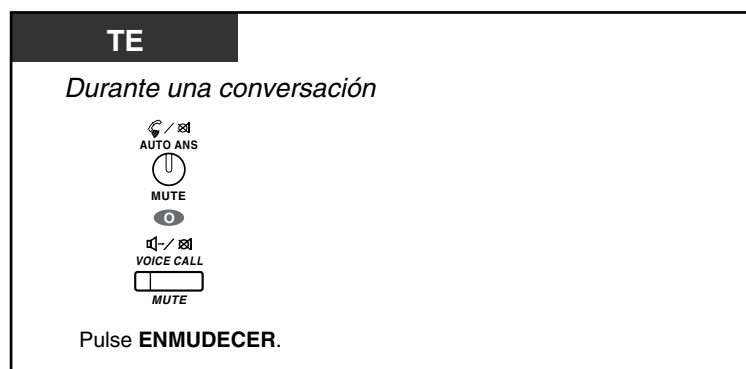 TE
Durante una conversación
AUTO ANS
MUTE
O
VOICE CALL
MUTE
Pulse ENMUDECER.